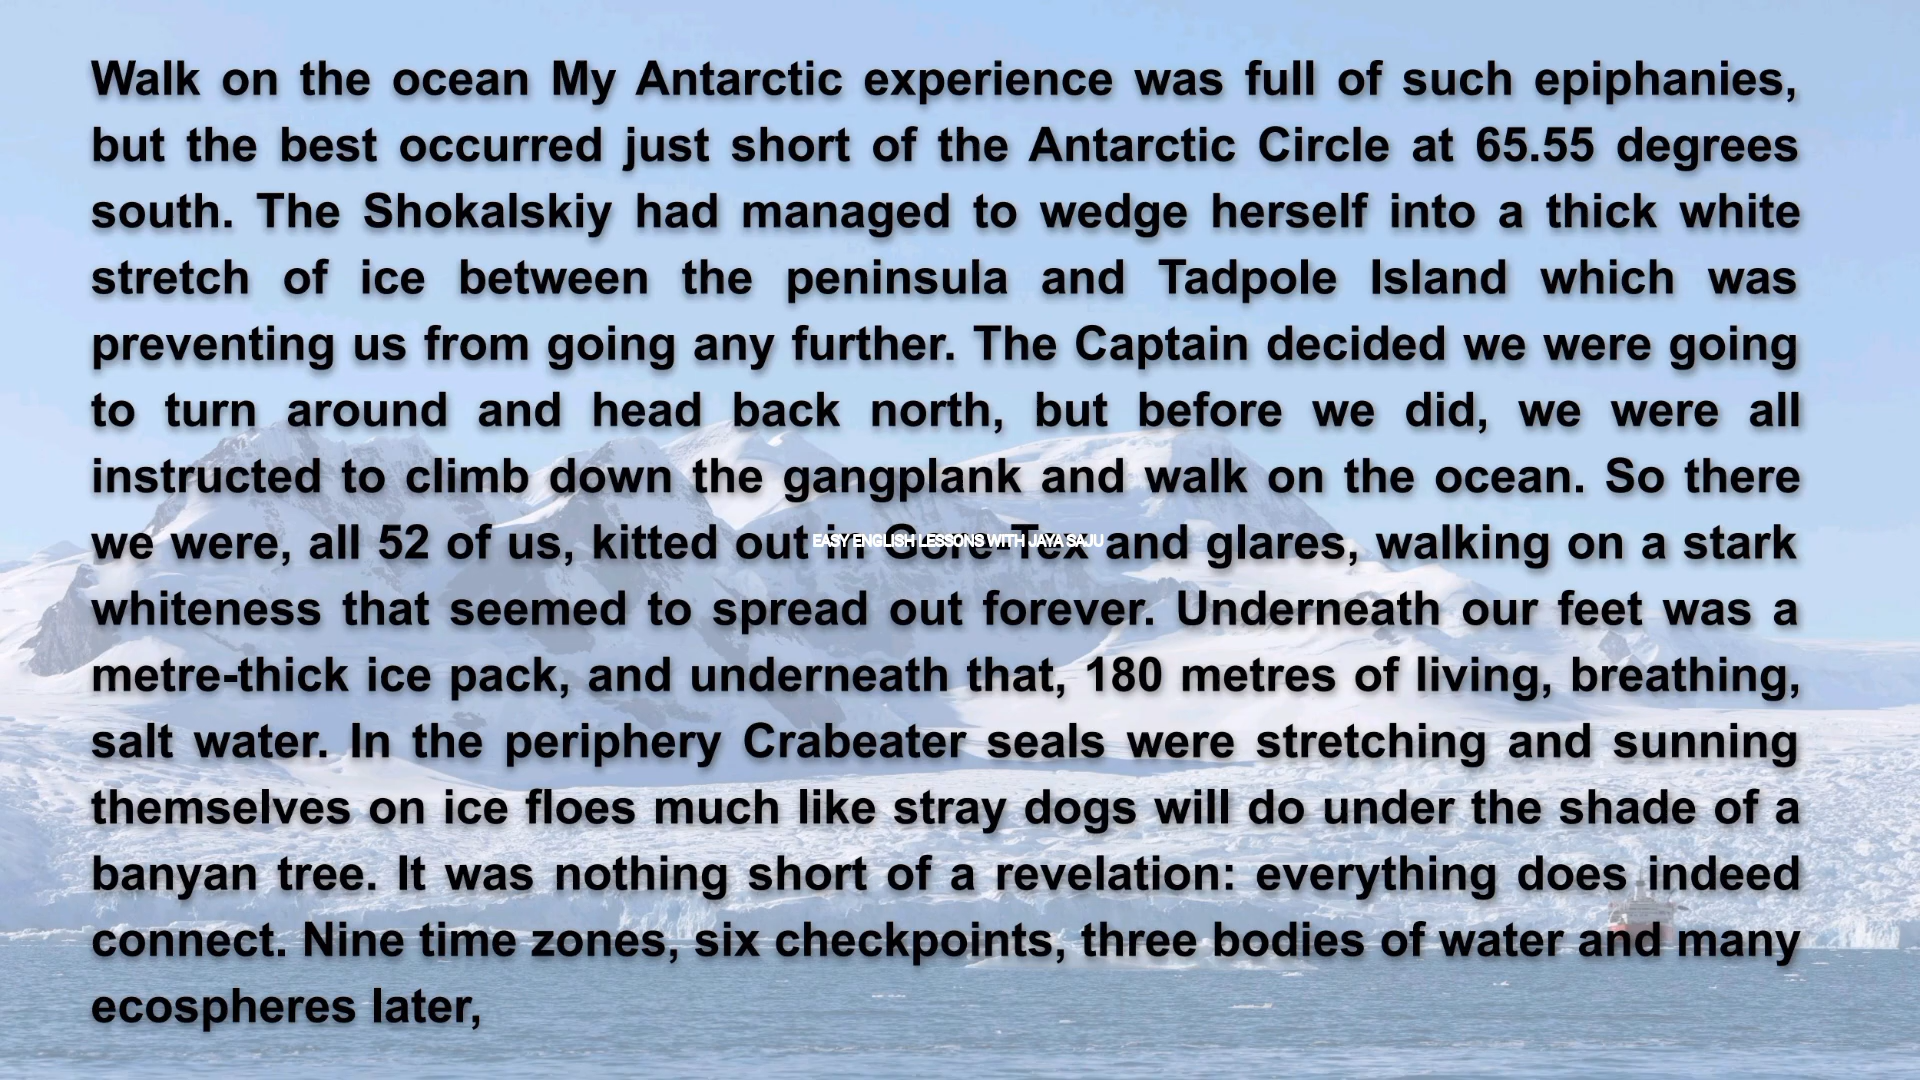 Walk on the ocean My Antarctic experience was full of such epiphanies,
but the best occurred just short of the Antarctic Circle at 65.55 degrees
south. The Shokalskiy had managed to wedge herself into a thick white
stretch of ice between the peninsula and Tadpole Island which was
preventing us from going any further. The Captain decided we were going
to turn around and head back north, but before we did, we were all
instructed to climb down the gangplank and walk on the ocean. So there
we were, all 52 of us, kitted out in Gore-Tex and glares, walking on a stark
EASY ENGLISH LESSONS WITH JAYA SAJU
whiteness that seemed to spread out forever. Underneath our feet was a
metre-thick ice pack, and underneath that, 180 metres of living, breathing,
salt water. In the periphery Crabeater seals were stretching and sunning
themselves on ice floes much like stray dogs will do under the shade of a
banyan tree. It was nothing short of a revelation: everything does indeed
connect. Nine time zones, six checkpoints, three bodies of water and many
ecospheres later,